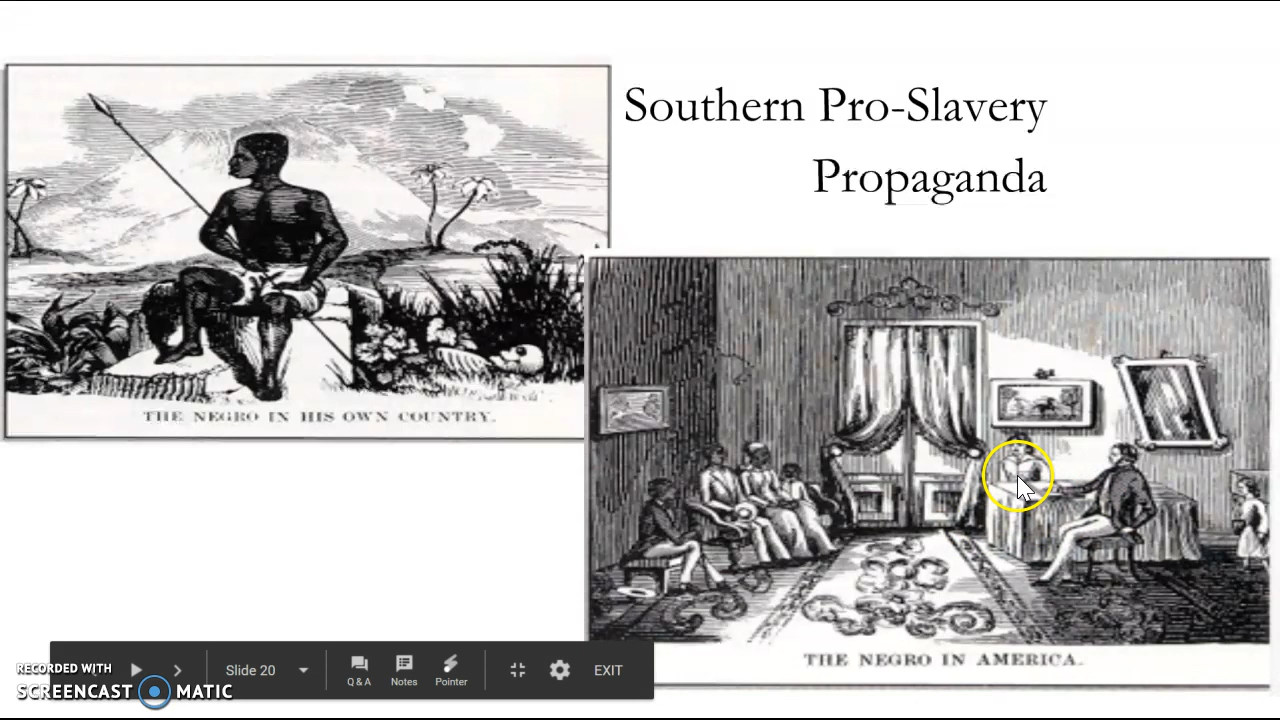 Southern Pro-Slavery
Propaganda
THE NEGRO IN HIS OWN COUNTRY.
THE NEGRO IN AMERICA.
RECORDED WITH
SCREENCAST MATIC
Slide 20
Q & A
Notes
Pointer
EXIT